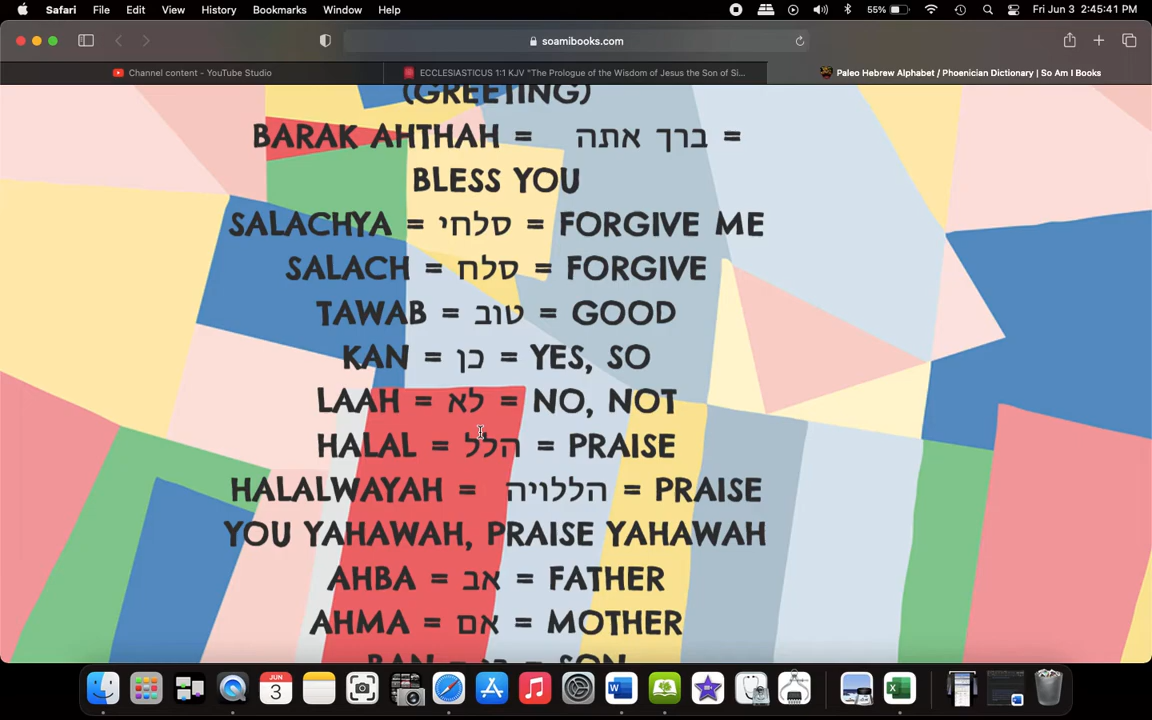 Safari File Edit View History Bookmarks Window Help 55% Fri Jun 3 2:45:41 PM
soamibooks.com
Channel content - YouTube Studio
ECCLESIASTICUS 1:1 KJV "The Prologue of the Wisdom of Jesus the Son of Si...
Paleo Hebrew Alphabet / Phoenician Dictionary | So Am I Books
(GREETING)
BARAK AHTHAH = ברך אתה =
BLESS YOU
SALACHYA = סלחי = FORGIVE ME
SALACH = סלח = FORGIVE
TAWAB = טוב = GOOD
KAN = כן = YES, SO
LAAH = לא = NO, NOT
HALAL = הלל = PRAISE
HALALWAYAH = הללויה = PRAISE
YOU YAHAWAH, PRAISE YAHAWAH
AHBA = אב = FATHER
AHMA = אם = MOTHER
BAN = בן = SON
JUN
3